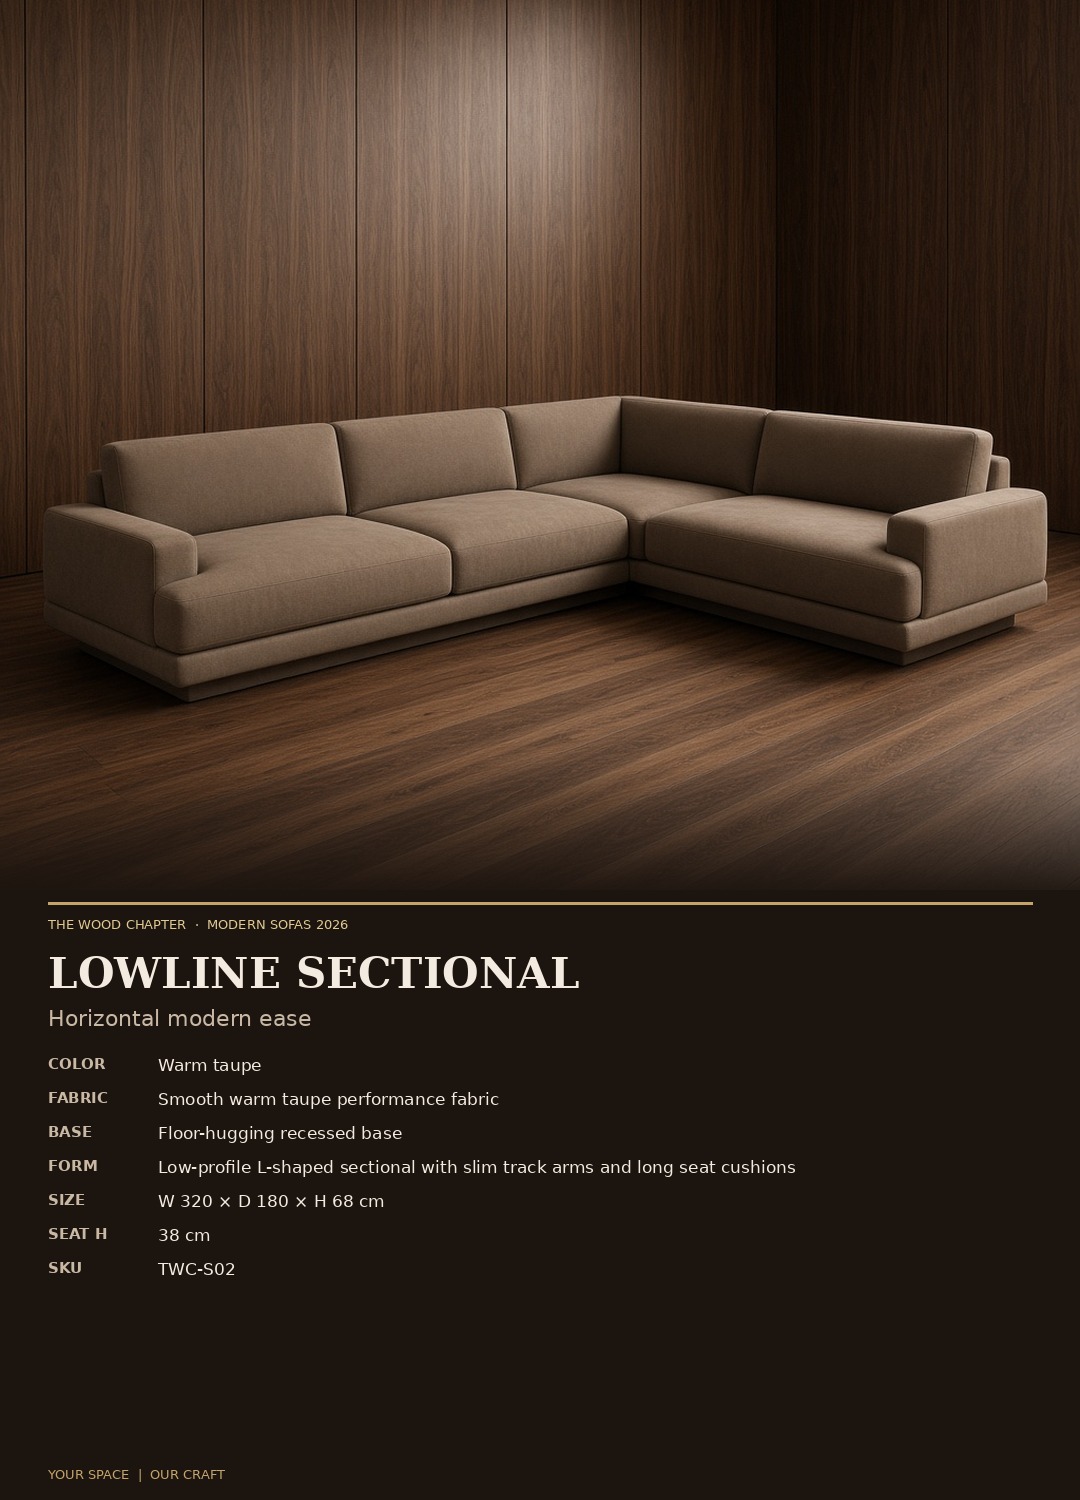 THE WOOD CHAPTER · MODERN SOFAS 2026
LOWLINE SECTIONAL
Horizontal modern ease
COLOR Warm taupe
FABRIC Smooth warm taupe performance fabric
BASE Floor-hugging recessed base
FORM Low-profile L-shaped sectional with slim track arms and long seat cushions
SIZE W 320 × D 180 × H 68 cm
SEAT H 38 cm
SKU TWC-S02
YOUR SPACE | OUR CRAFT